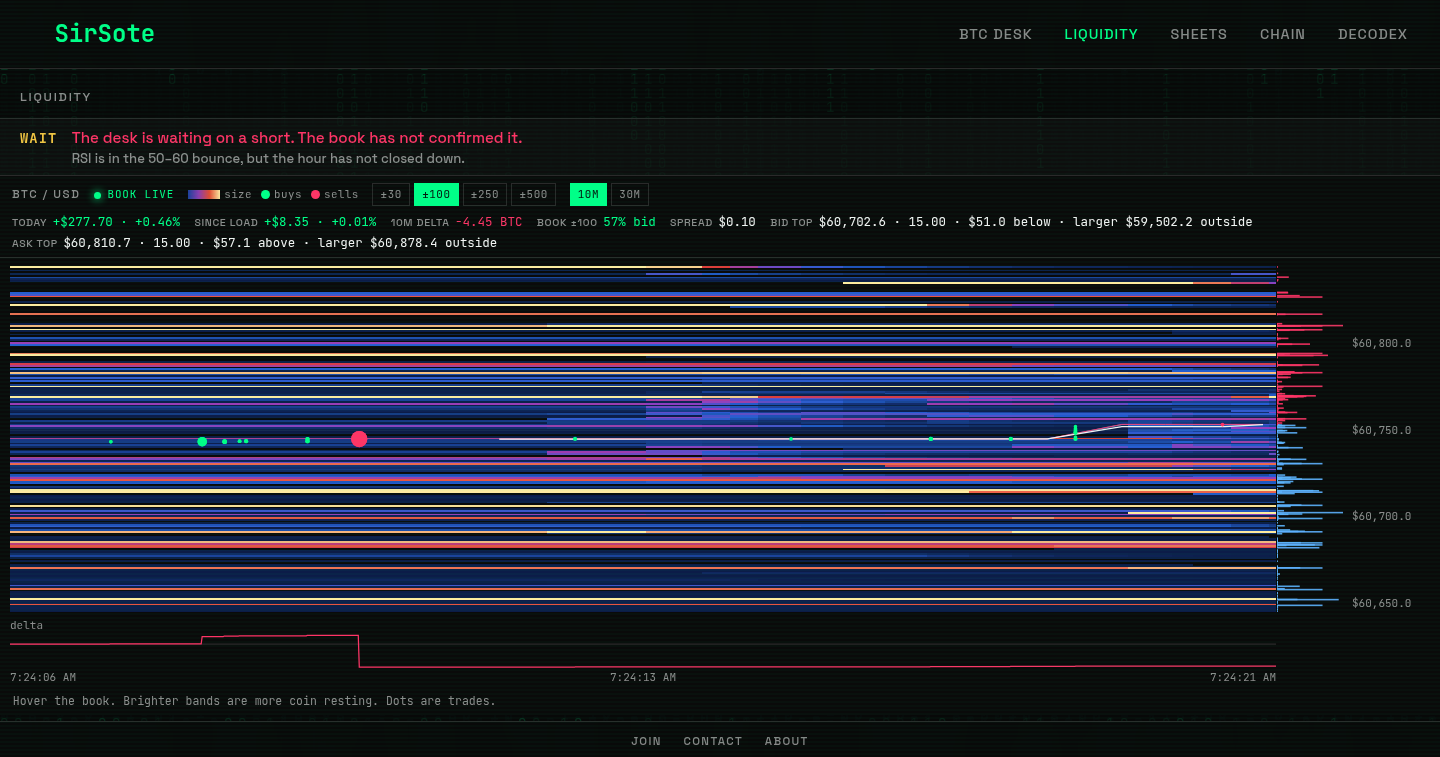 SirSote
BTC DESK LIQUIDITY SHEETS CHAIN DECODEX
LIQUIDITY
WAIT The desk is waiting on a short. The book has not confirmed it.
RSI is in the 50–60 bounce, but the hour has not closed down.
BTC / USD BOOK LIVE size buys sells ±30 ±100 ±250 ±500 10M 30M
TODAY +$277.70 · +0.46% SINCE LOAD +$8.35 · +0.01% 10M DELTA -4.45 BTC BOOK ±100 57% bid SPREAD $0.10 BID TOP $60,702.6 · 15.00 · $51.0 below · larger $59,502.2 outside
ASK TOP $60,810.7 · 15.00 · $57.1 above · larger $60,878.4 outside
$60,800.0
$60,750.0
$60,700.0
$60,650.0
delta
7:24:06 AM 7:24:13 AM 7:24:21 AM
Hover the book. Brighter bands are more coin resting. Dots are trades.
JOIN CONTACT ABOUT